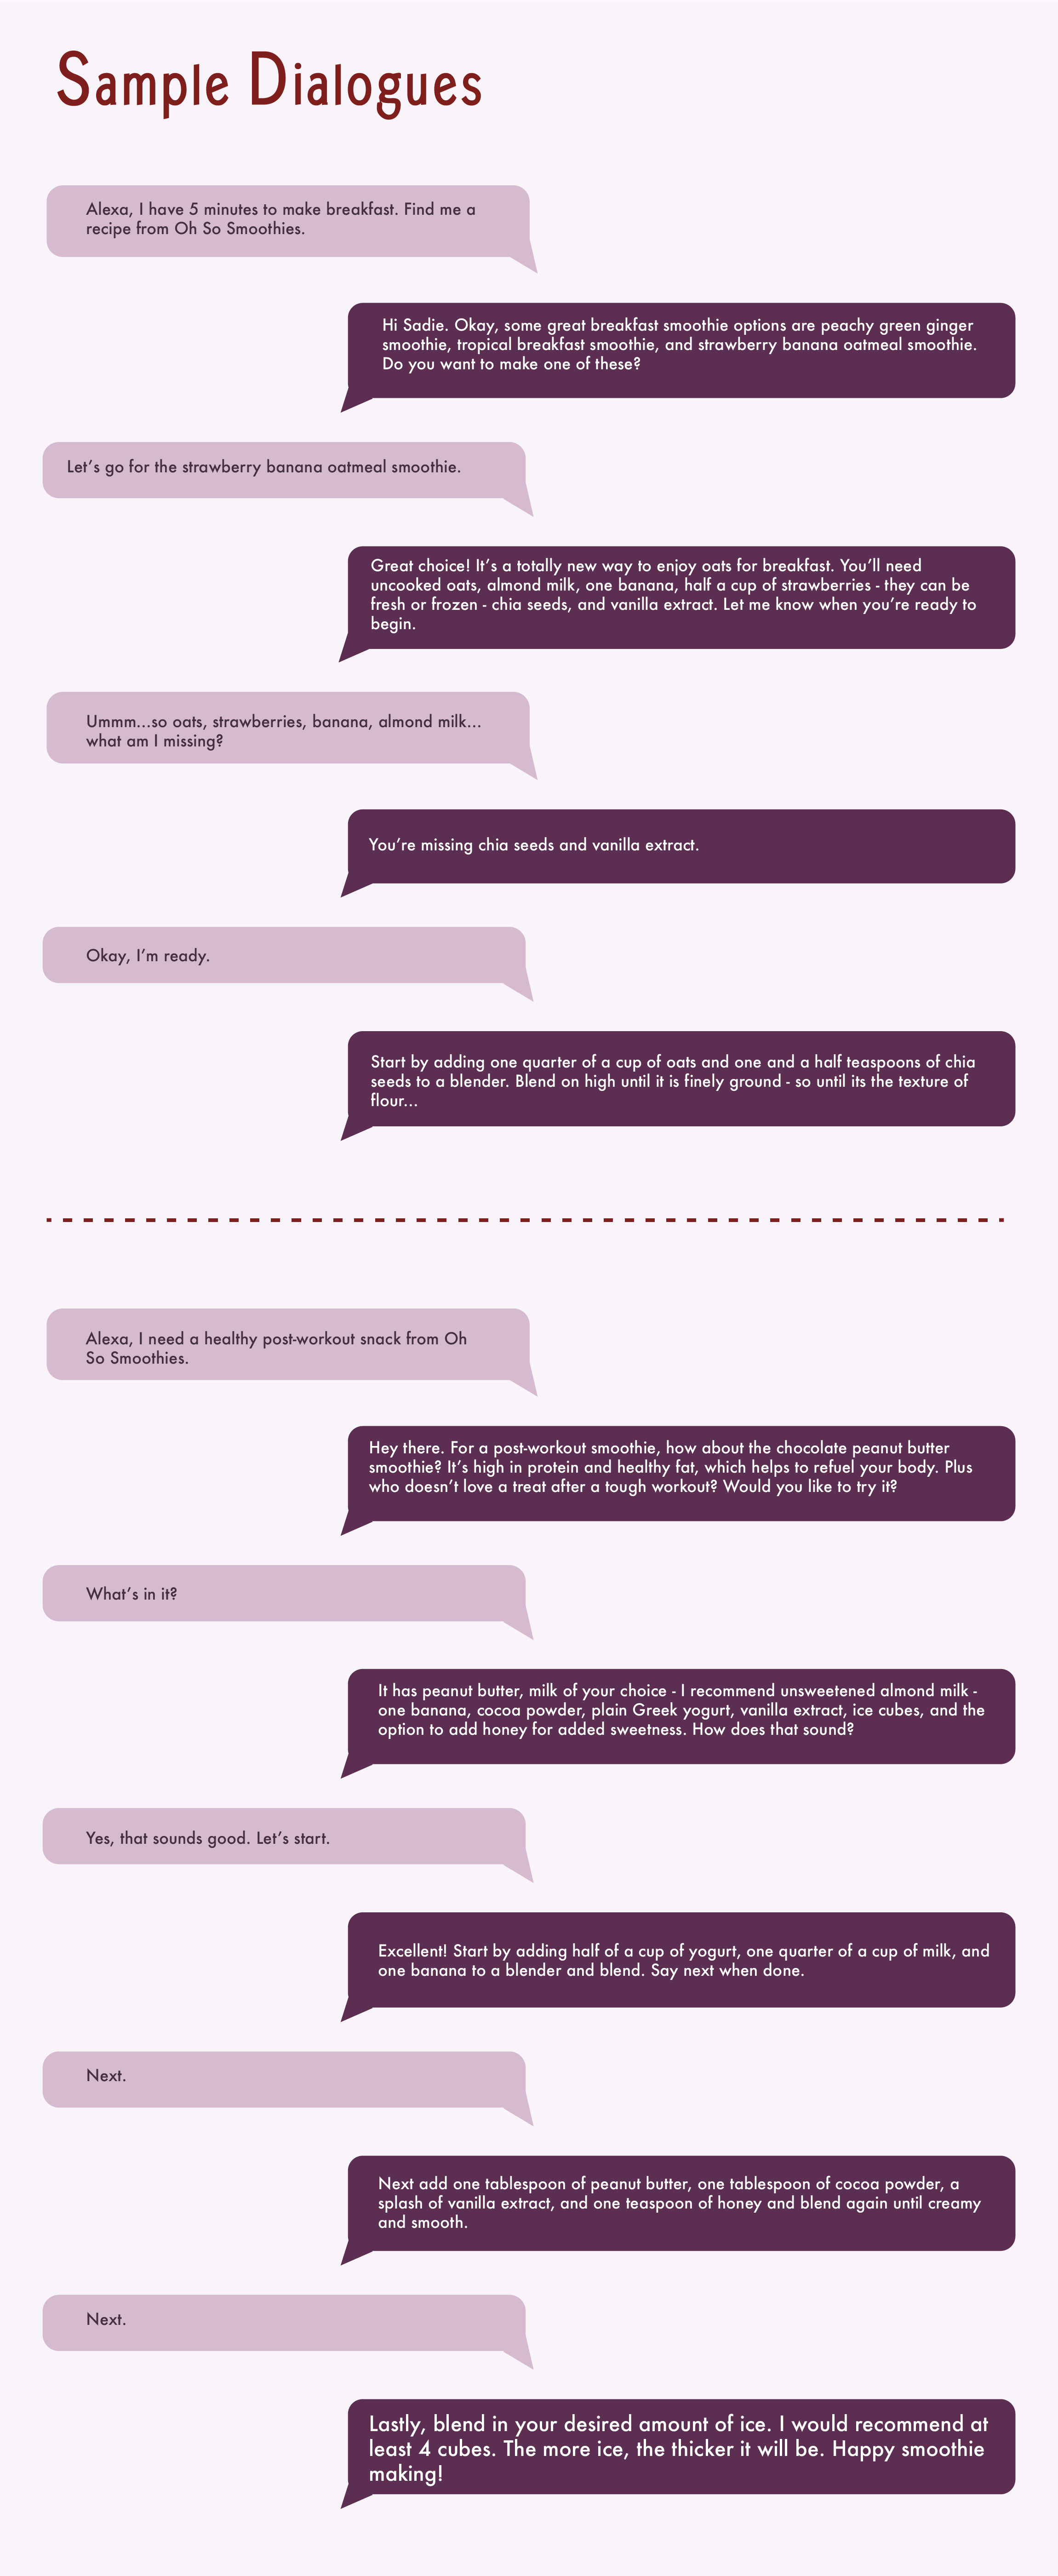 Sample Dialogues
Alexa, I have 5 minutes to make breakfast. Find me a
recipe from Oh So Smoothies.
Hi Sadie. Okay, some great breakfast smoothie options are peachy green ginger
smoothie, tropical breakfast smoothie, and strawberry banana oatmeal smoothie.
Do you want to make one of these?
Let's go for the strawberry banana oatmeal smoothie.
Great choice! It's a totally new way to enjoy oats for breakfast. You'll need
uncooked oats, almond milk, one banana, half a cup of strawberries - they can be
fresh or frozen - chia seeds, and vanilla extract. Let me know when you're ready to
begin.
Ummm...so oats, strawberries, banana, almond milk...
what am I missing?
You're missing chia seeds and vanilla extract.
Okay, I'm ready.
Start by adding one quarter of a cup of oats and one and a half teaspoons of chia
seeds to a blender. Blend on high until it is finely ground - so until its the texture of
flour...
Alexa, I need a healthy post-workout snack from Oh
So Smoothies.
Hey there. For a post-workout smoothie, how about the chocolate peanut butter
smoothie? It's high in protein and healthy fat, which helps to refuel your body. Plus
who doesn't love a treat after a tough workout? Would you like to try it?
What's in it?
It has peanut butter, milk of your choice - I recommend unsweetened almond milk -
one banana, cocoa powder, plain Greek yogurt, vanilla extract, ice cubes, and the
option to add honey for added sweetness. How does that sound?
Yes, that sounds good. Let's start.
Excellent! Start by adding half of a cup of yogurt, one quarter of a cup of milk, and
one banana to a blender and blend. Say next when done.
Next.
Next add one tablespoon of peanut butter, one tablespoon of cocoa powder, a
splash of vanilla extract, and one teaspoon of honey and blend again until creamy
and smooth.
Next.
Lastly, blend in your desired amount of ice. I would recommend at
least 4 cubes. The more ice, the thicker it will be. Happy smoothie
making!